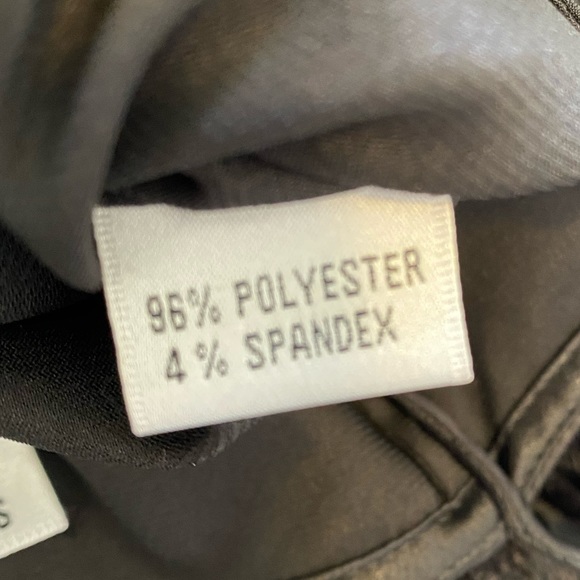 96% POLYESTER
4% SPANDEX
S